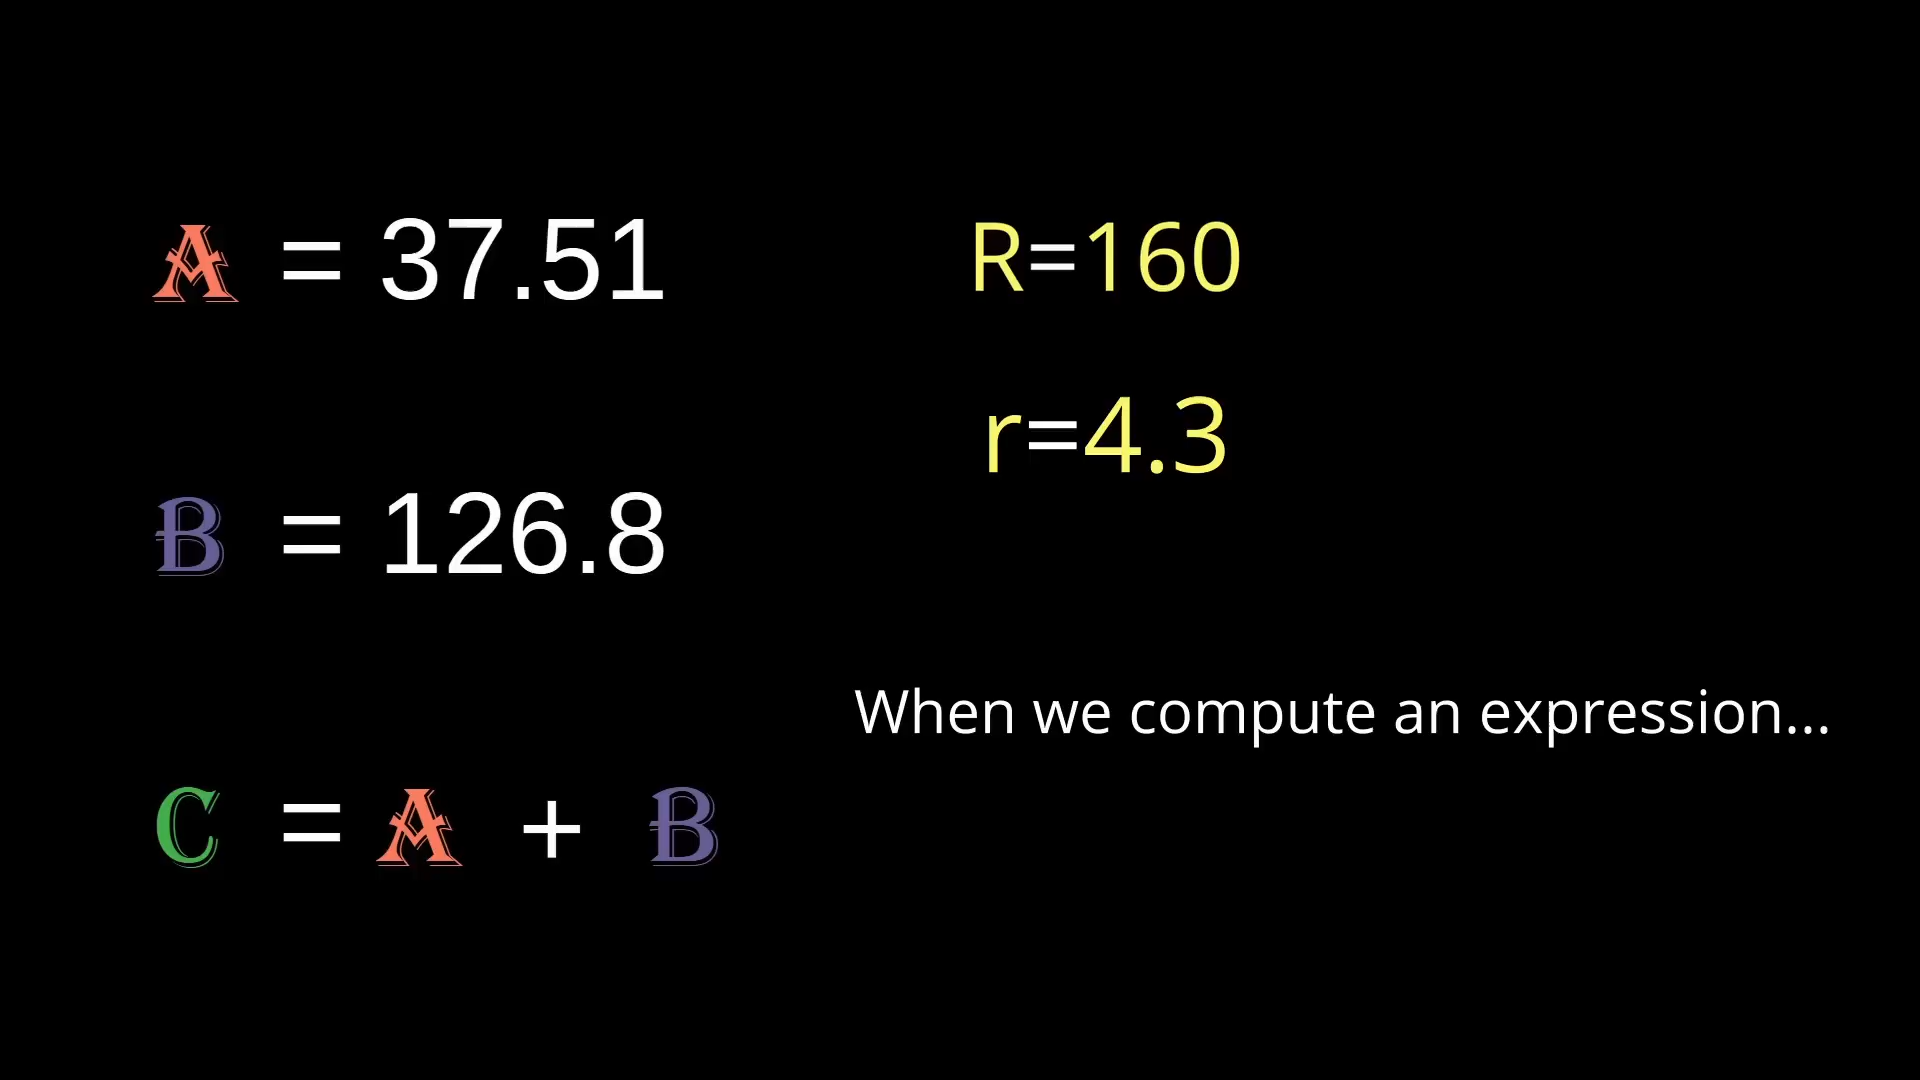 A = 37.51
B = 126.8
C = A + B
R=160
r=4.3
When we compute an expression...